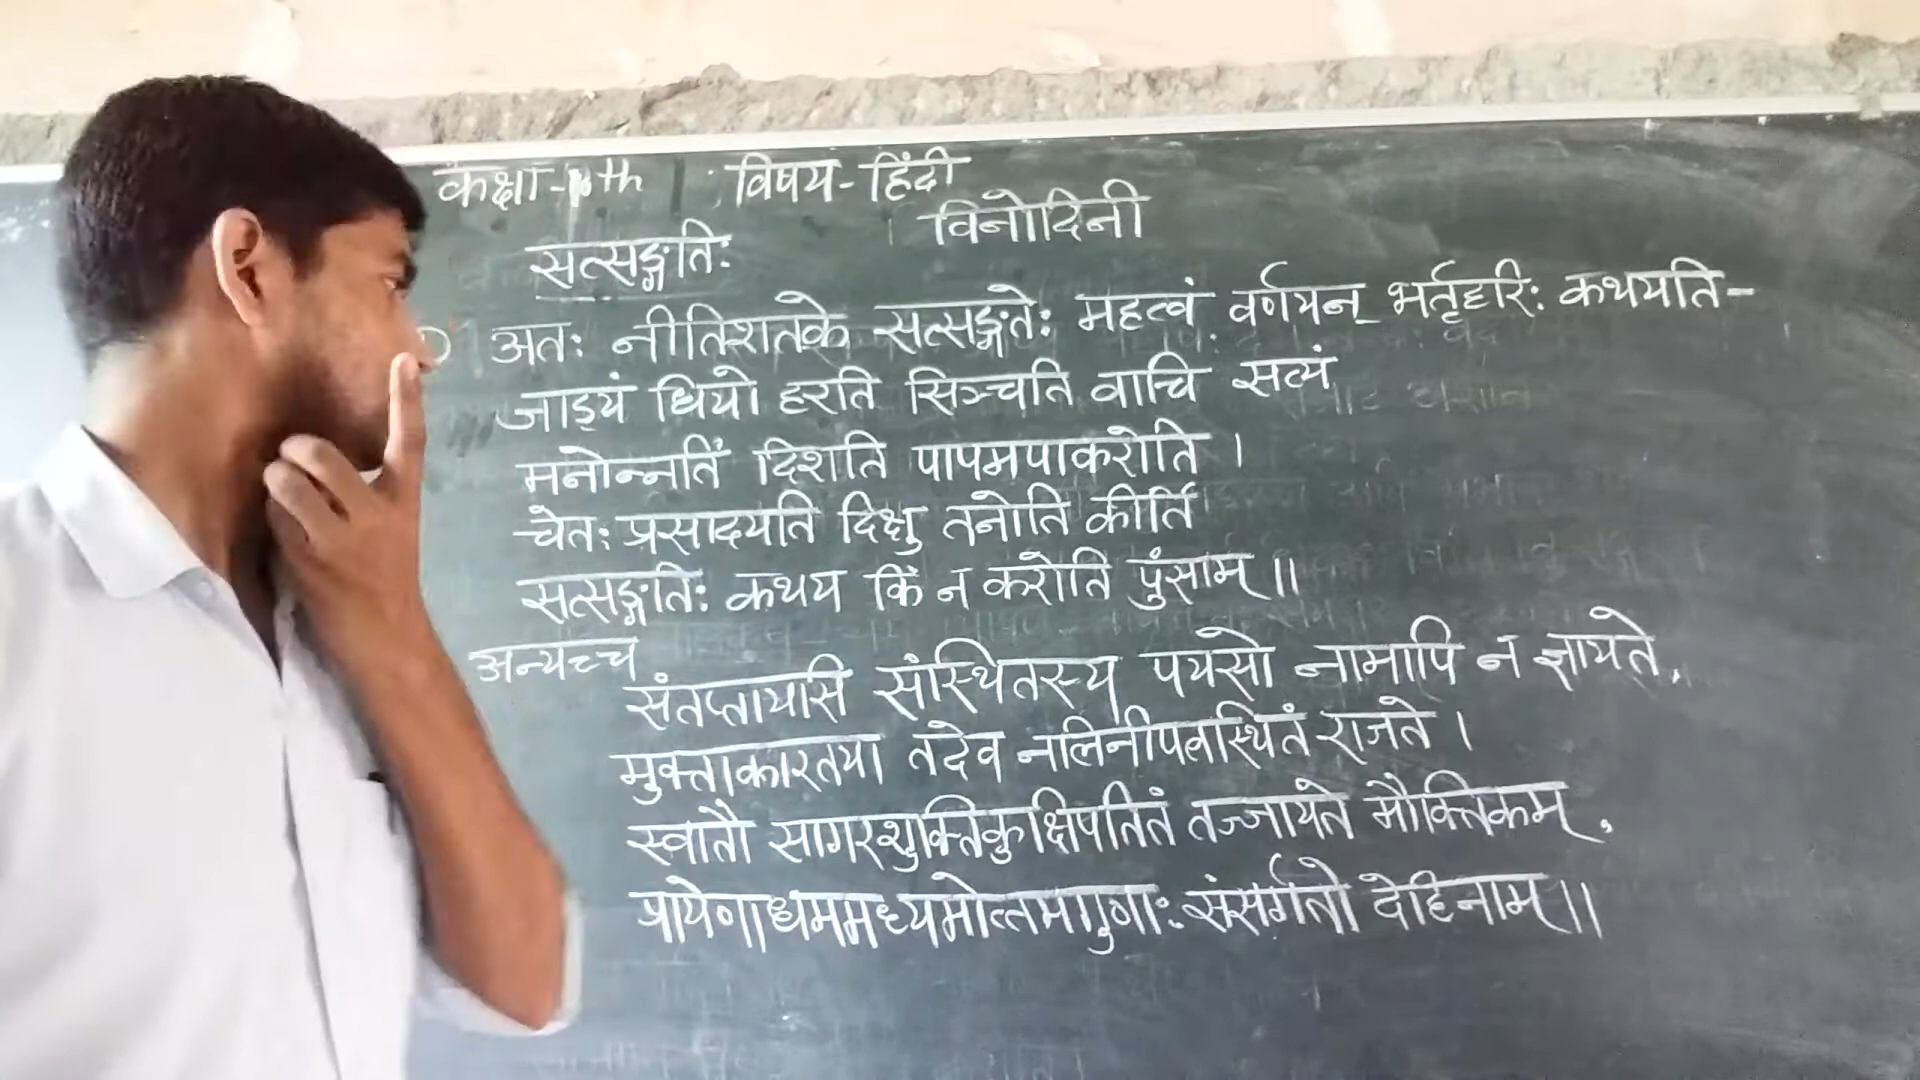 कक्षा-10th विषय-हिंदी
विनोदिनी
सत्सङ्गतिः
अतः नीतिशतके सत्सङ्गतेः महत्वं वर्णयन् भर्तृहरिः कथयति-
जाड्यं धियो हरति सिञ्चति वाचि सत्यं
मनोन्नतिं दिशति पापमपाकरोति ।
चेतः प्रसादयति दिक्षु तनोति कीर्तिं
सत्सङ्गतिः कथय किं न करोति पुंसाम् ॥
अन्यच्च
संतप्तायासि संस्थितस्य पयसो नामापि न ज्ञायते,
मुक्ताकारतया तदेव नलिनीपत्रस्थितं राजते ।
स्वातौ सागरशुक्तिकुक्षिपतितं तज्जायते मौक्तिकम्,
प्रायेणाधममध्यमोत्तमगुणाः संसर्गतो देहिनाम् ॥